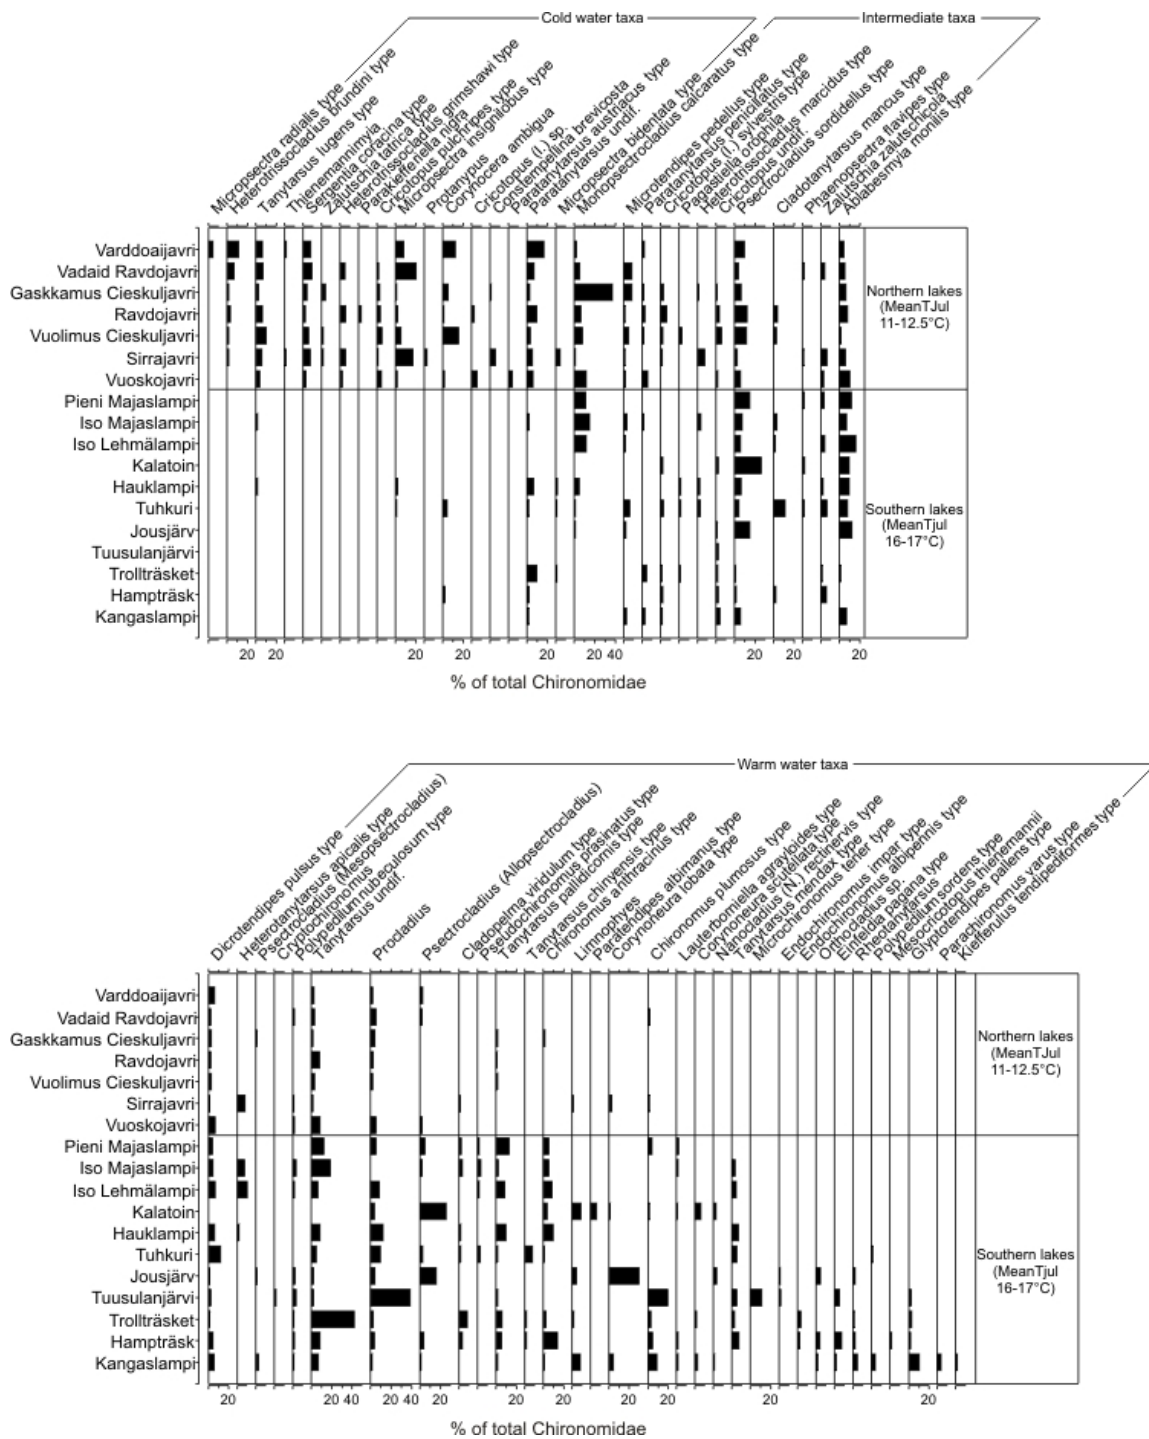 Cold water taxa
Intermediate taxa
Micropsectra radialis type
Heterotrissocladius brundini type
Tanytarsus lugens type
Thienemannimyia
Sergentia coracina type
Zalutschia tatrica type
Heterotrissocladius grimshawi type
Parakiefferiella nigra
Cricotopus pulchripes type
Micropsectra insignilobus type
Protanypus
Corynocera ambigua
Cricotopus (I.) sp.
Constempellina brevicosta
Paratanytarsus austriacus type
Paratanytarsus undif.
Micropsectra bidentata type
Monopsectrocladius calcaratus type
Microtendipes pedellus type
Paratanytarsus penicillatus type
Cricotopus (I.) sylvestris type
Pagastiella orophila
Heterotrissocladius marcidus type
Cricotopus undif.
Psectrocladius sordidellus type
Cladotanytarsus mancus type
Phaenopsectra flavipes type
Zalutschia zalutschicola
Ablabesmyia monilis type
Varddoaijavri
Vadaid Ravdojavri
Gaskkamus Cieskuljavri
Ravdojavri
Vuolimus Cieskuljavri
Sirrajavri
Vuoskojavri
Pieni Majaslampi
Iso Majaslampi
Iso Lehmälampi
Kalatoin
Hauklampi
Tuhkuri
Jousjärv
Tuusulanjärvi
Trollträsket
Hampträsk
Kangaslampi
Northern lakes
(MeanTJul
11-12.5°C)
Southern lakes
(MeanTjul
16-17°C)
20 20 20 20 20 20 40 20 20 20
% of total Chironomidae
Warm water taxa
Dicrotendipes pulsus type
Heterotanytarsus apicalis type
Psectrocladius (Mesopsectrocladius)
Cryptochironomus
Polypedilum nubeculosum type
Tanytarsus undif.
Procladius
Psectrocladius (Allopsectrocladius)
Cladopelma viridulum type
Pseudochironomus prasinatus type
Tanytarsus pallidicornis type
Tanytarsus chinyensis type
Chironomus anthracinus type
Limnophyes
Paratendipes albimanus type
Corynoneura lobata type
Chironomus plumosus type
Lauterborniella agrayloides type
Corynoneura scutellata type
Nanocladius (N.) rectinervis type
Tanytarsus mendax type
Microchironomus tener type
Endochironomus impar type
Endochironomus albipennis type
Orthocladius sp.
Einfeldia pagana type
Rheotanytarsus
Polypedilum sordens type
Mesocricotopus thienemannii
Glyptotendipes pallens type
Parachironomus varus type
Kiefferulus tendipediformes type
Varddoaijavri
Vadaid Ravdojavri
Gaskkamus Cieskuljavri
Ravdojavri
Vuolimus Cieskuljavri
Sirrajavri
Vuoskojavri
Pieni Majaslampi
Iso Majaslampi
Iso Lehmälampi
Kalatoin
Hauklampi
Tuhkuri
Jousjärv
Tuusulanjärvi
Trollträsket
Hampträsk
Kangaslampi
Northern lakes
(MeanTJul
11-12.5°C)
Southern lakes
(MeanTjul
16-17°C)
20 20 40 20 40 20 20 20 20 20 20 20
% of total Chironomidae